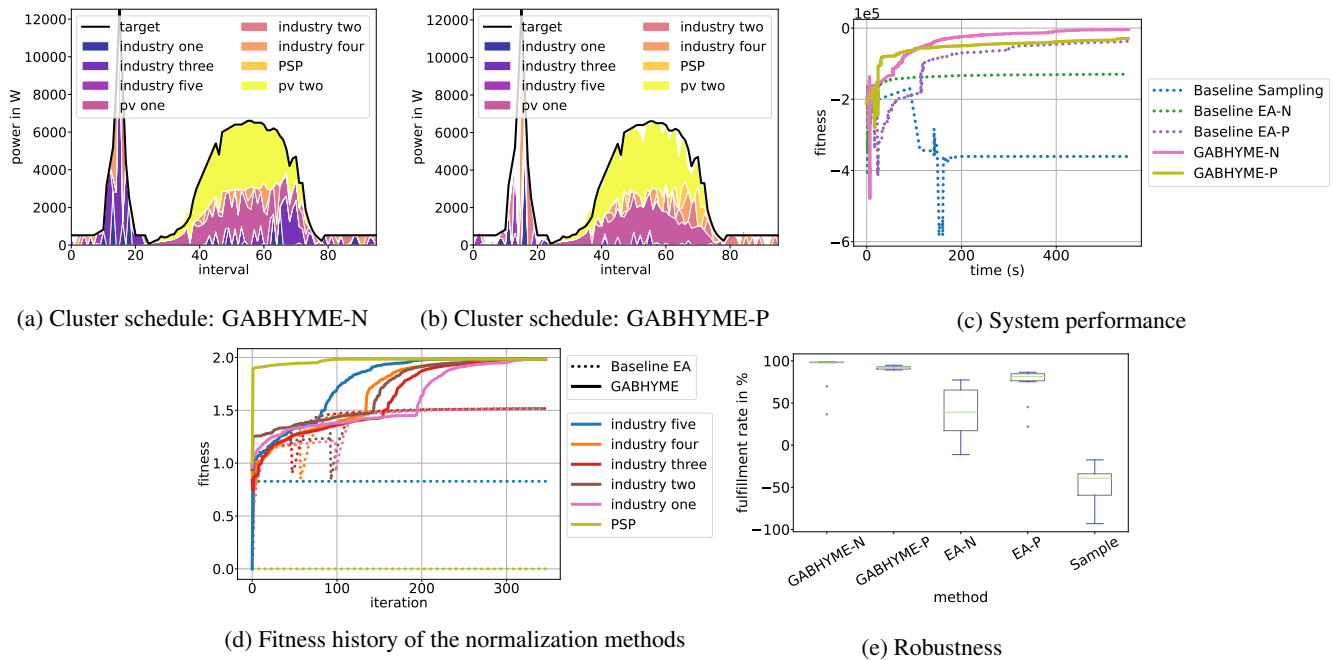 12000
10000
8000
6000
4000
2000
0
power in W
target
industry one
industry three
industry five
pv one
industry two
industry four
PSP
pv two
0 20 40 60 80
interval
(a) Cluster schedule: GABHYME-N
12000
10000
8000
6000
4000
2000
0
power in W
target
industry one
industry three
industry five
pv one
industry two
industry four
PSP
pv two
0 20 40 60 80
interval
(b) Cluster schedule: GABHYME-P
1e5
0
−2
−4
−6
fitness
0 200 400
time (s)
Baseline Sampling
Baseline EA-N
Baseline EA-P
GABHYME-N
GABHYME-P
(c) System performance
2.0
1.5
1.0
0.5
0.0
fitness
0 100 200 300
iteration
Baseline EA
GABHYME
industry five
industry four
industry three
industry two
industry one
PSP
(d) Fitness history of the normalization methods
100
50
0
−50
−100
fulfillment rate in %
GABHYME-N
GABHYME-P
EA-N
EA-P
Sample
method
(e) Robustness